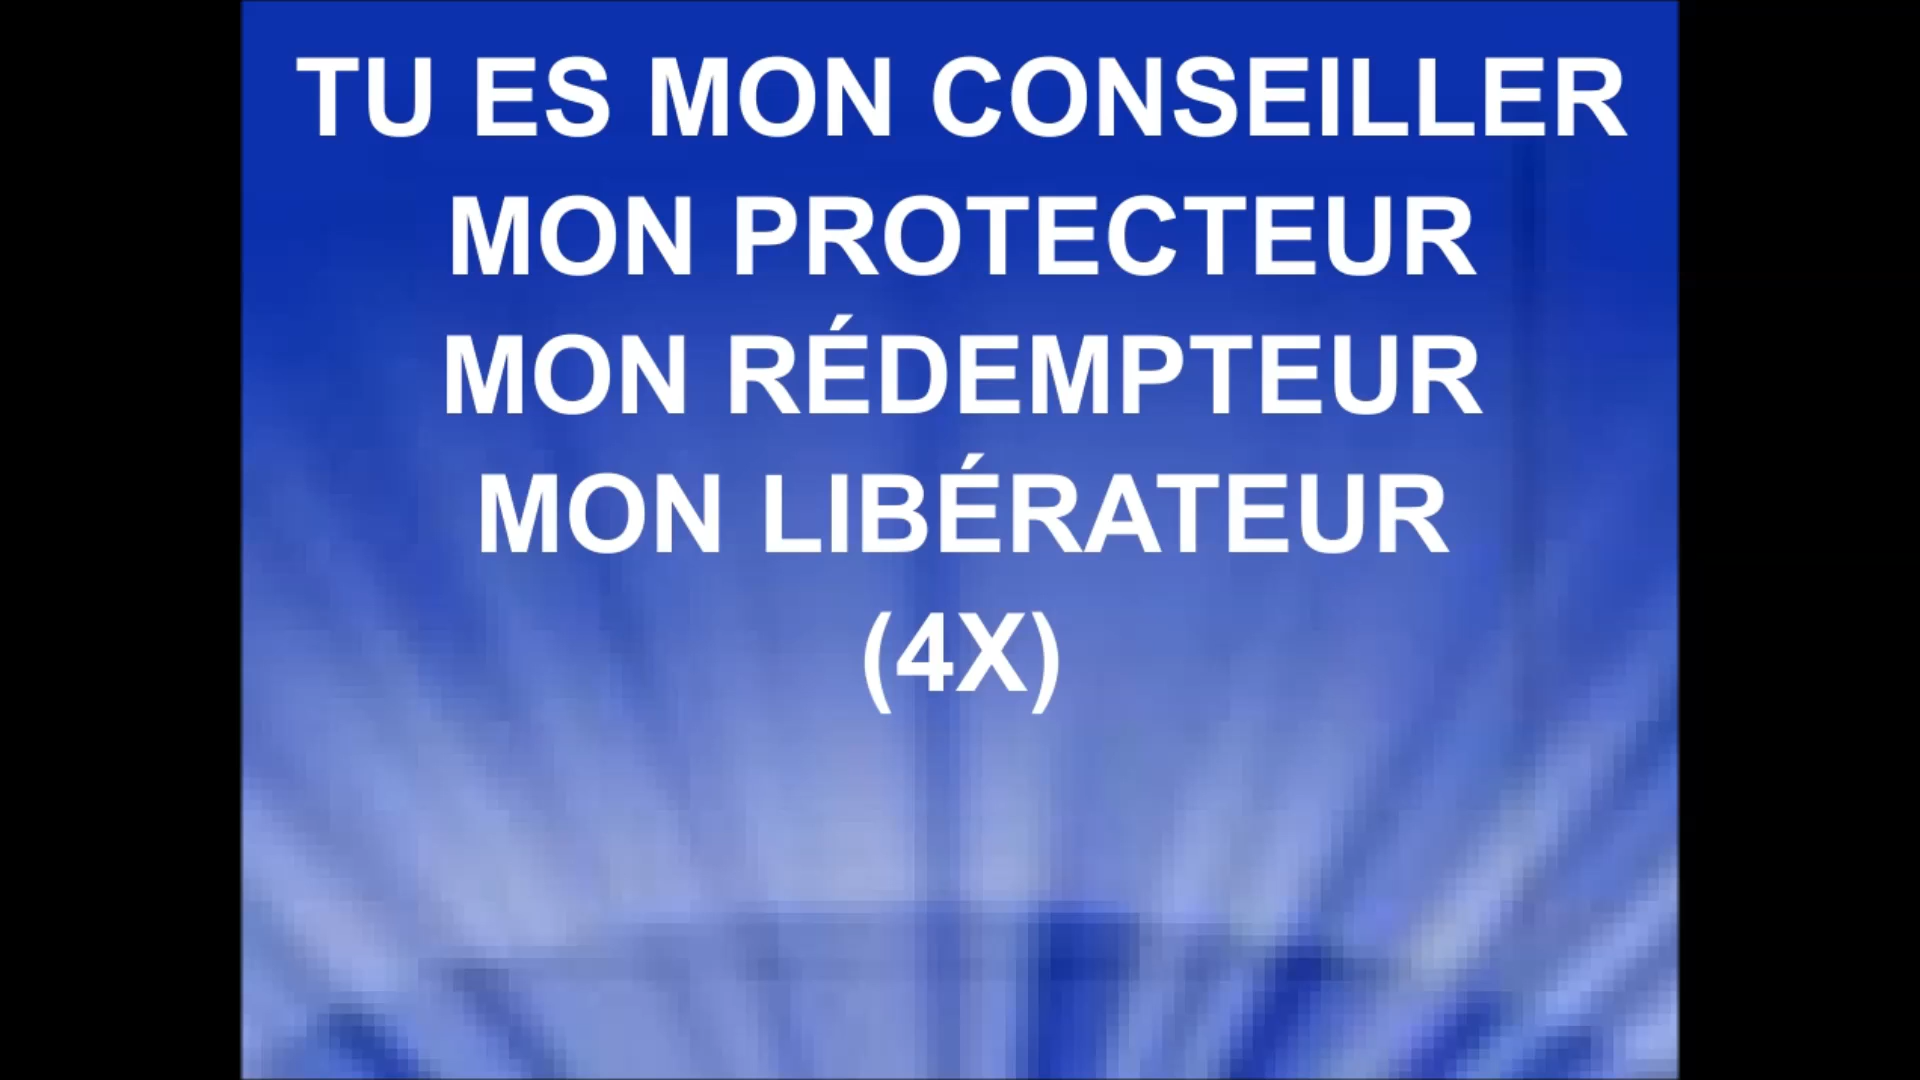 TU ES MON CONSEILLER
MON PROTECTEUR
MON RÉDEMPTEUR
MON LIBÉRATEUR
(4X)